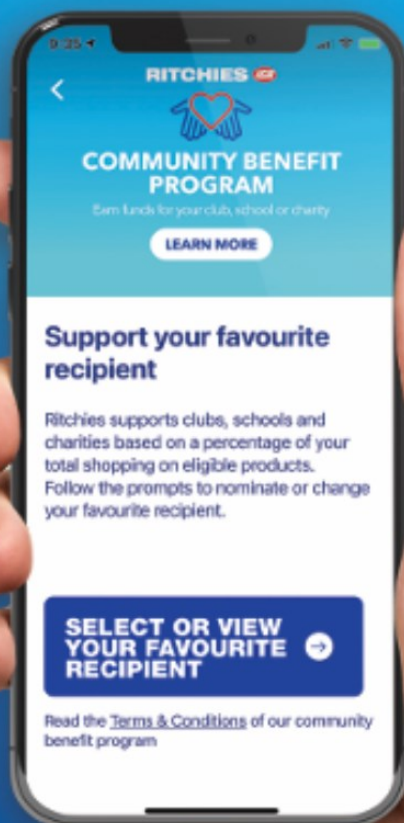 9:25
RITCHIES IGA
COMMUNITY BENEFIT
PROGRAM
Earn funds for your club, school or charity
LEARN MORE
Support your favourite
recipient
Ritchies supports clubs, schools and
charities based on a percentage of your
total shopping on eligible products.
Follow the prompts to nominate or change
your favourite recipient.
SELECT OR VIEW
YOUR FAVOURITE
RECIPIENT
Read the Terms & Conditions of our community
benefit program